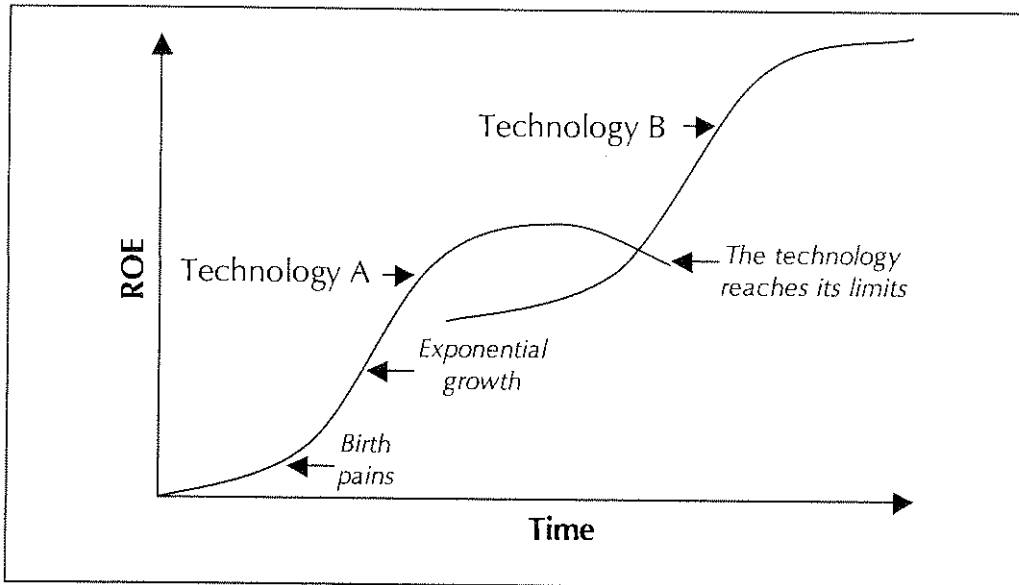 Technology B
Technology A
The technology
reaches its limits
ROE
Exponential
growth
Birth
pains
Time